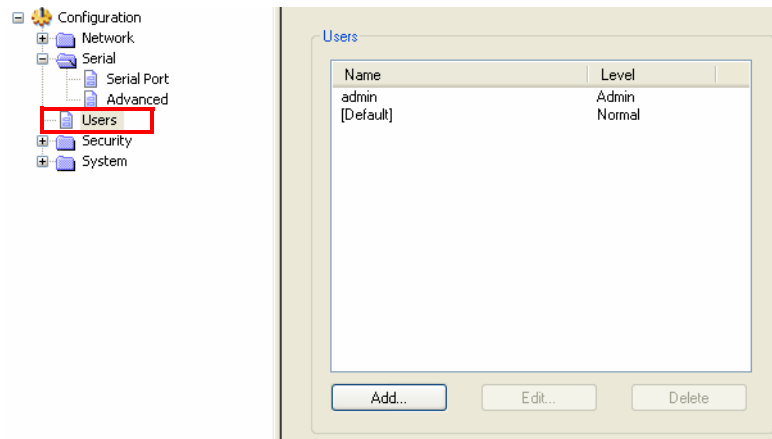 Configuration
Network
Serial
Serial Port
Advanced
Users
Security
System
Users
Name Level
admin Admin
[Default] Normal
Add... Edit... Delete